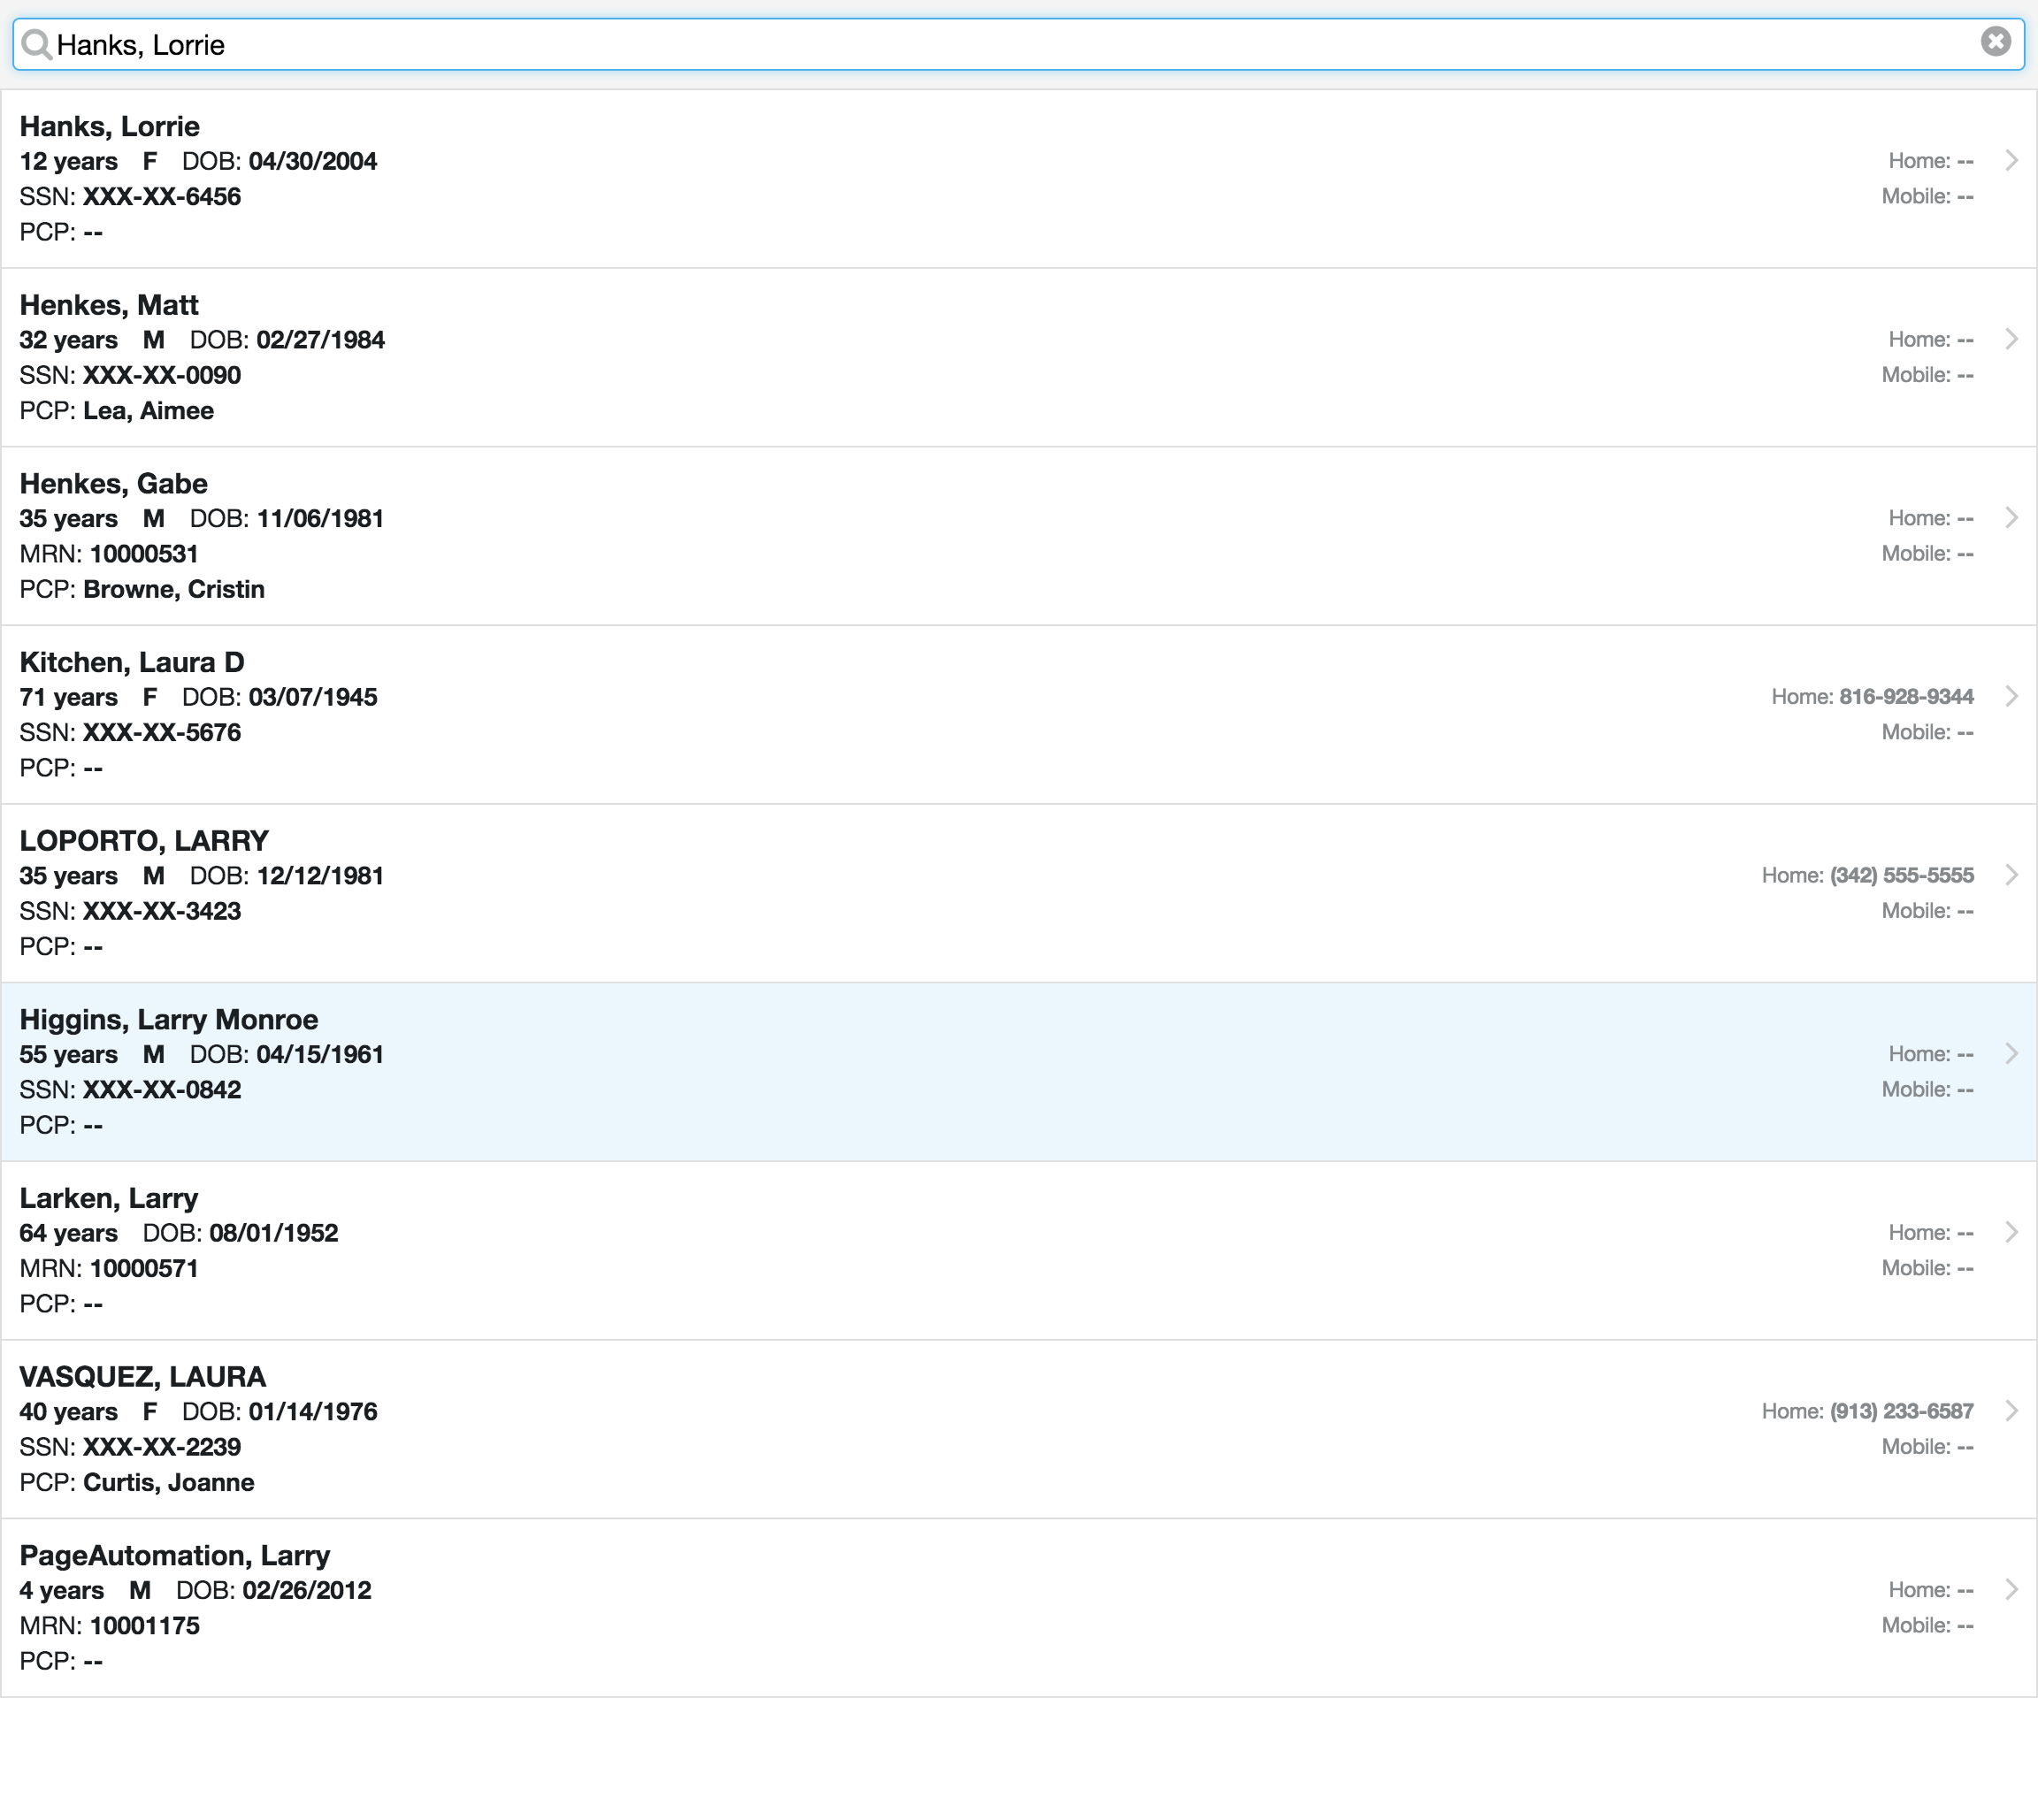 Hanks, Lorrie
Hanks, Lorrie
12 years F DOB: 04/30/2004 Home: --
SSN: XXX-XX-6456 Mobile: --
PCP: --
Henkes, Matt
32 years M DOB: 02/27/1984 Home: --
SSN: XXX-XX-0090 Mobile: --
PCP: Lea, Aimee
Henkes, Gabe
35 years M DOB: 11/06/1981 Home: --
MRN: 10000531 Mobile: --
PCP: Browne, Cristin
Kitchen, Laura D
71 years F DOB: 03/07/1945 Home: 816-928-9344
SSN: XXX-XX-5676 Mobile: --
PCP: --
LOPORTO, LARRY
35 years M DOB: 12/12/1981 Home: (342) 555-5555
SSN: XXX-XX-3423 Mobile: --
PCP: --
Higgins, Larry Monroe
55 years M DOB: 04/15/1961 Home: --
SSN: XXX-XX-0842 Mobile: --
PCP: --
Larken, Larry
64 years DOB: 08/01/1952 Home: --
MRN: 10000571 Mobile: --
PCP: --
VASQUEZ, LAURA
40 years F DOB: 01/14/1976 Home: (913) 233-6587
SSN: XXX-XX-2239 Mobile: --
PCP: Curtis, Joanne
PageAutomation, Larry
4 years M DOB: 02/26/2012 Home: --
MRN: 10001175 Mobile: --
PCP: --